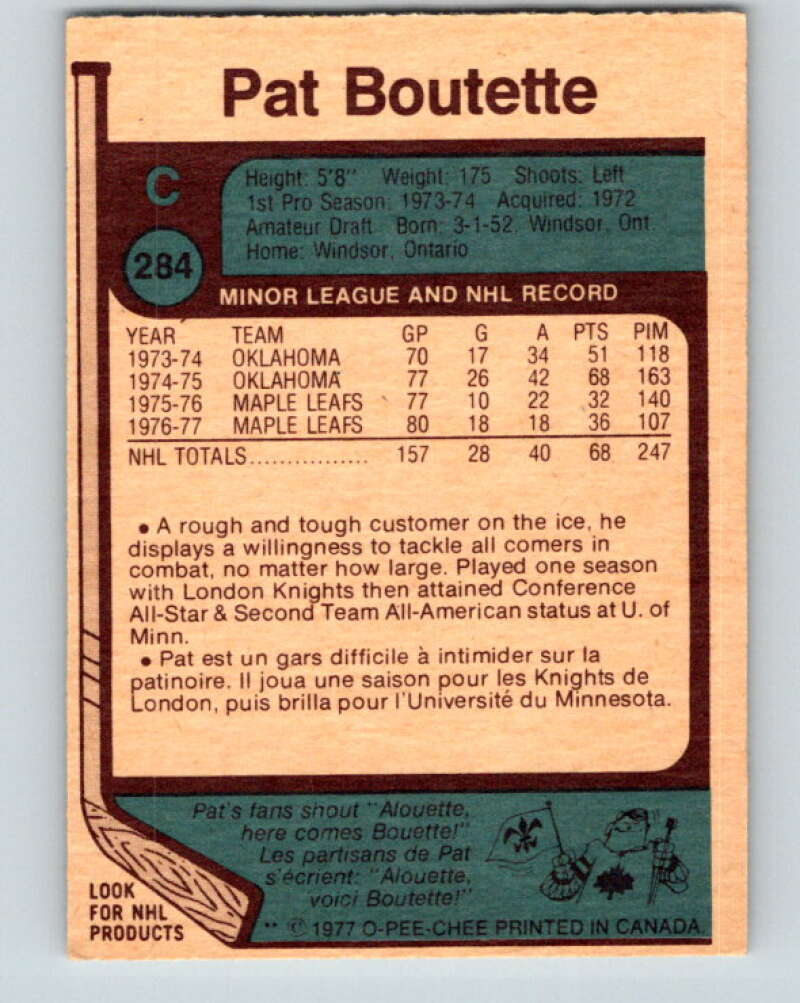 Pat Boutette
C
Height: 5'8" Weight: 175 Shoots: Left
1st Pro Season: 1973-74 Acquired: 1972
Amateur Draft Born: 3-1-52, Windsor, Ont.
Home: Windsor, Ontario
284
MINOR LEAGUE AND NHL RECORD
YEAR TEAM GP G A PTS PIM
1973-74 OKLAHOMA 70 17 34 51 118
1974-75 OKLAHOMA 77 26 42 68 163
1975-76 MAPLE LEAFS 77 10 22 32 140
1976-77 MAPLE LEAFS 80 18 18 36 107
NHL TOTALS................ 157 28 40 68 247
• A rough and tough customer on the ice, he
displays a willingness to tackle all comers in
combat, no matter how large. Played one season
with London Knights then attained Conference
All-Star & Second Team All-American status at U. of
Minn.
• Pat est un gars difficile à intimider sur la
patinoire. Il joua une saison pour les Knights de
London, puis brilla pour l'Université du Minnesota.
Pat's fans shout "Alouette,
here comes Bouette!"
Les partisans de Pat
s'écrient: "Alouette,
voici Boutette!"
LOOK
FOR NHL
PRODUCTS
** © 1977 O-PEE-CHEE PRINTED IN CANADA.